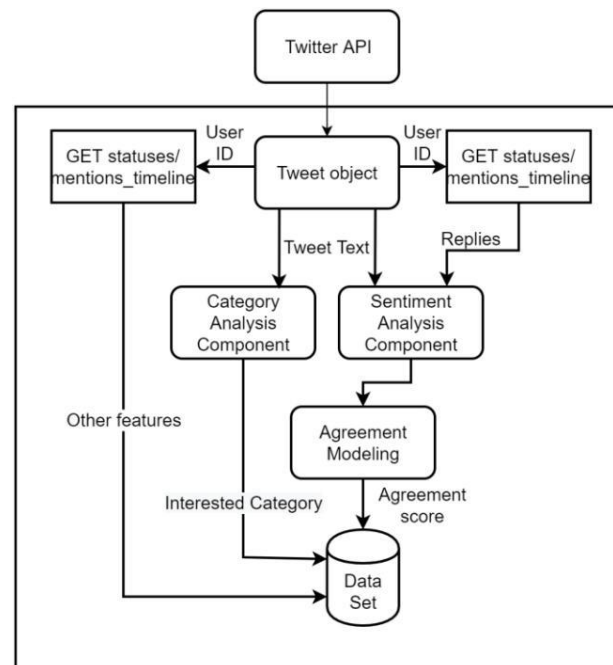 Twitter API
User
ID
User
ID
GET statuses/
mentions_timeline
Tweet object
GET statuses/
mentions_timeline
Tweet Text
Replies
Category
Analysis
Component
Sentiment
Analysis
Component
Other features
Agreement
Modeling
Interested Category
Agreement
score
Data
Set